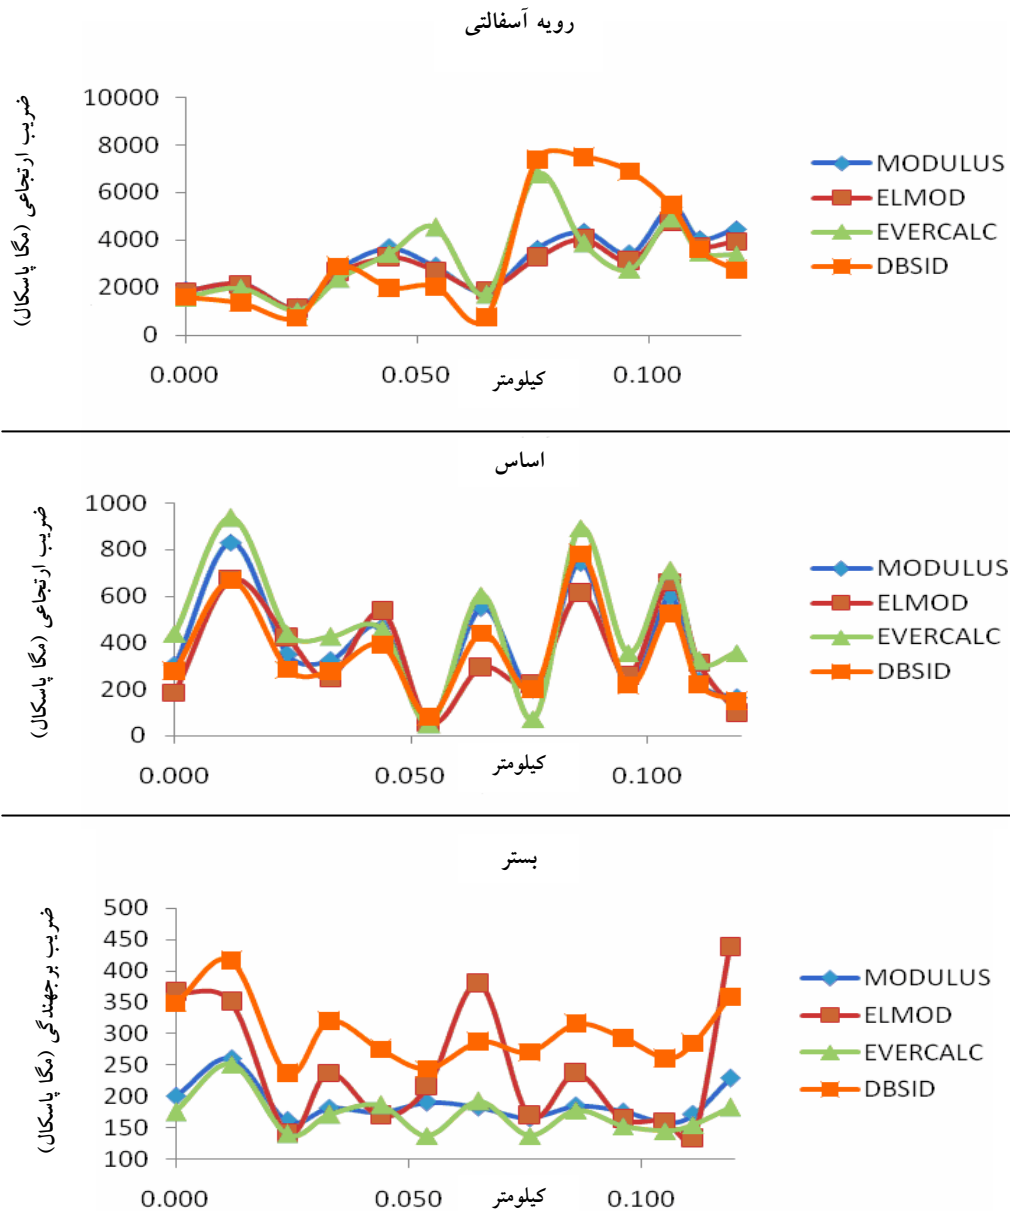 رویه آسفالتی
ضریب ارتجاعی (مگا پاسکال)
10000
8000
6000
4000
2000
0
0.000
0.050
0.100
کیلومتر
MODULUS
ELMOD
EVERCALC
DBSID
اساس
ضریب ارتجاعی (مگا پاسکال)
1000
800
600
400
200
0
0.000
0.050
0.100
کیلومتر
MODULUS
ELMOD
EVERCALC
DBSID
بستر
ضریب برجهندگی (مگا پاسکال)
500
450
400
350
300
250
200
150
100
0.000
0.050
0.100
کیلومتر
MODULUS
ELMOD
EVERCALC
DBSID